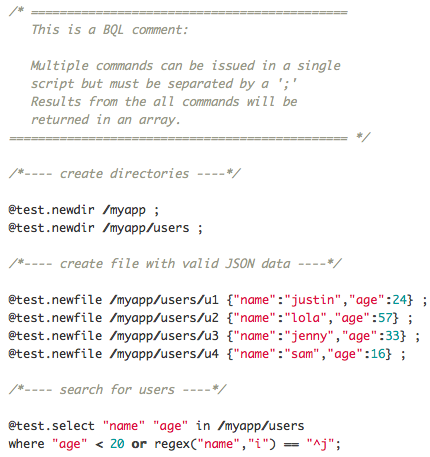 /* ==========================================
This is a BQL comment:
Multiple commands can be issued in a single
script but must be separated by a ';'
Results from the all commands will be
returned in an array.
============================================= */
/*---- create directories ----*/
@test.newdir /myapp ;
@test.newdir /myapp/users ;
/*---- create file with valid JSON data ----*/
@test.newfile /myapp/users/u1 {"name":"justin","age":24} ;
@test.newfile /myapp/users/u2 {"name":"lola","age":57} ;
@test.newfile /myapp/users/u3 {"name":"jenny","age":33} ;
@test.newfile /myapp/users/u4 {"name":"sam","age":16} ;
/*---- search for users ----*/
@test.select "name" "age" in /myapp/users
where "age" < 20 or regex("name","i") == "^j";